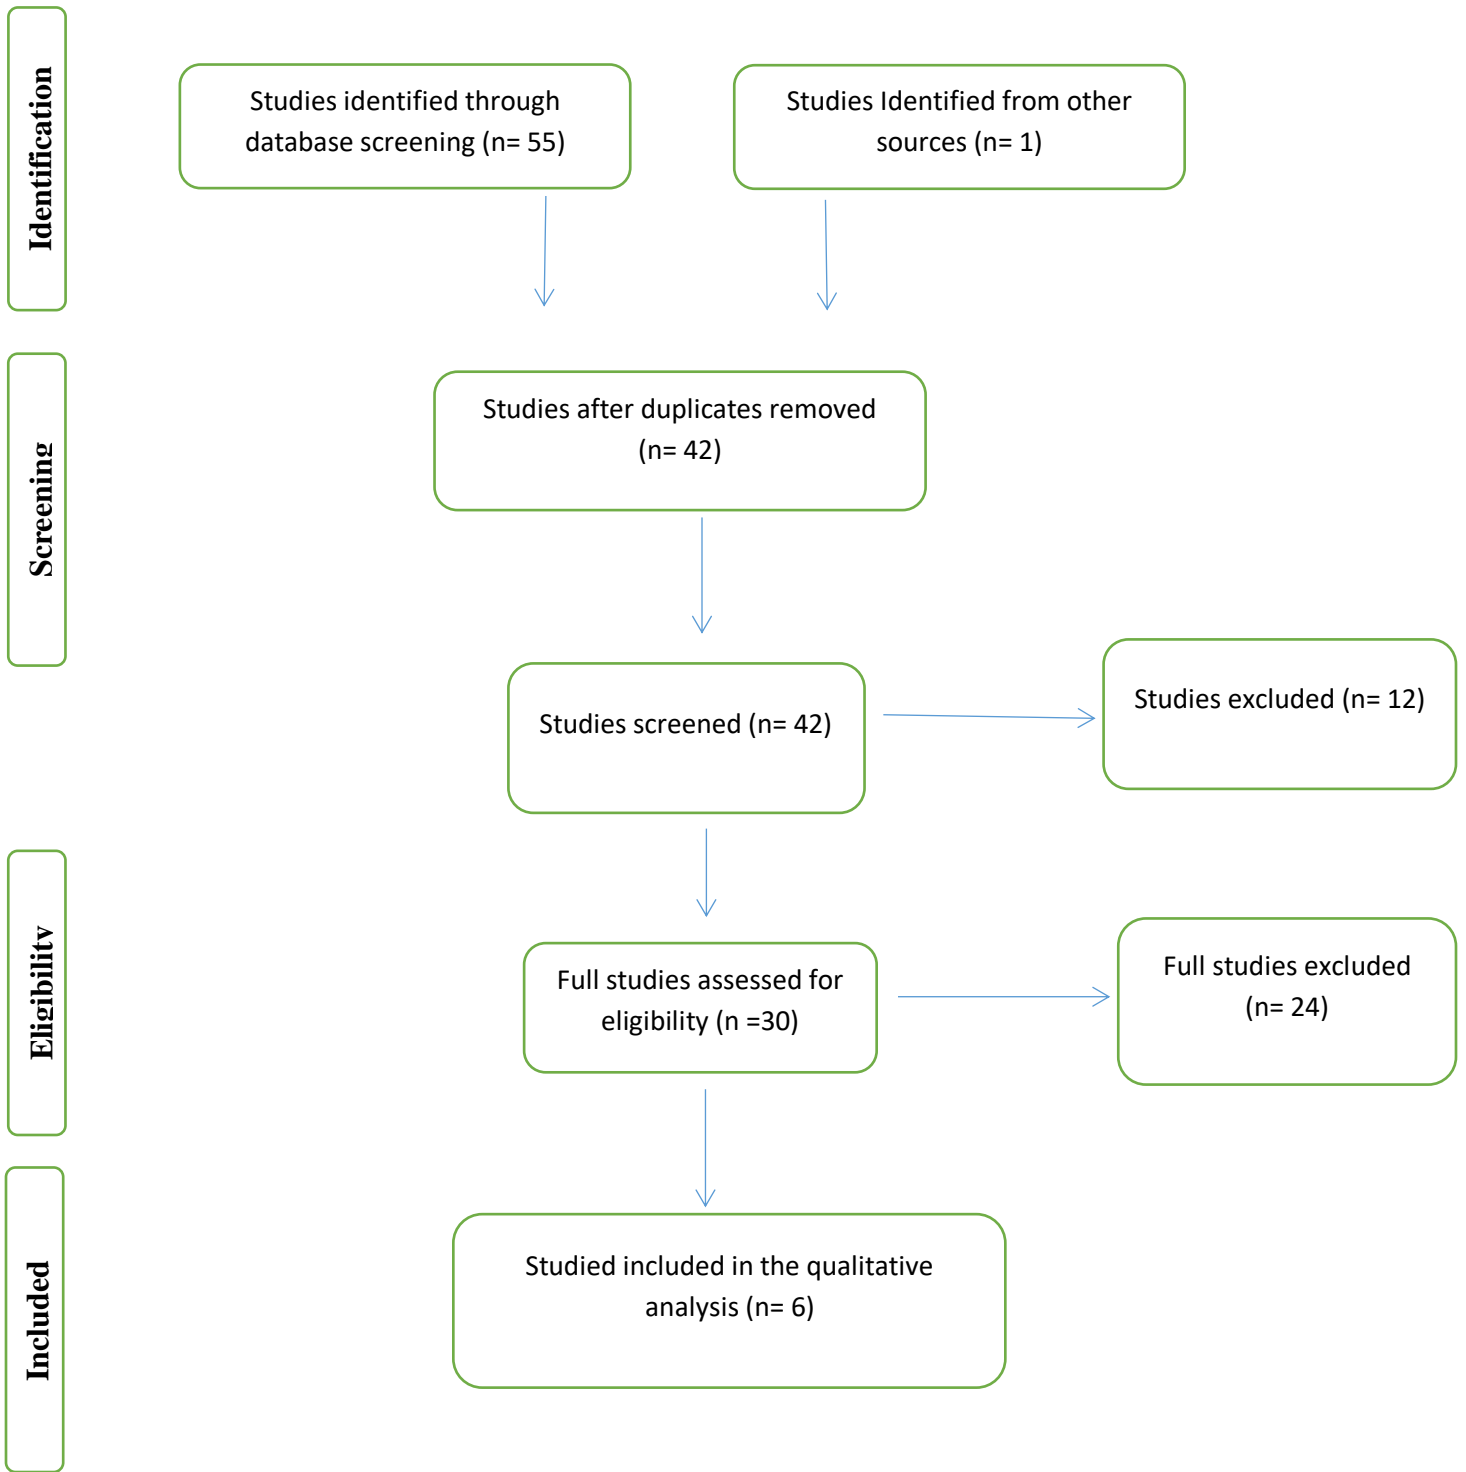 Identification
Studies identified through
database screening (n= 55)
Studies Identified from other
sources (n= 1)
Screening
Studies after duplicates removed
(n= 42)
Studies screened (n= 42)
Studies excluded (n= 12)
Eligibility
Full studies assessed for
eligibility (n =30)
Full studies excluded
(n= 24)
Included
Studied included in the qualitative
analysis (n= 6)